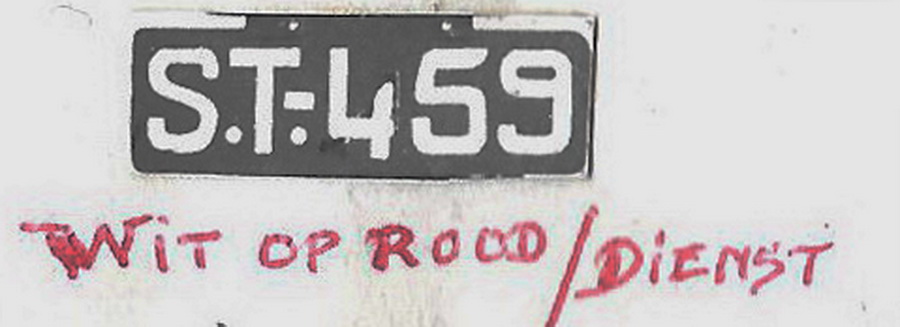 S.T.-459
WiT OP ROOD/DiENST